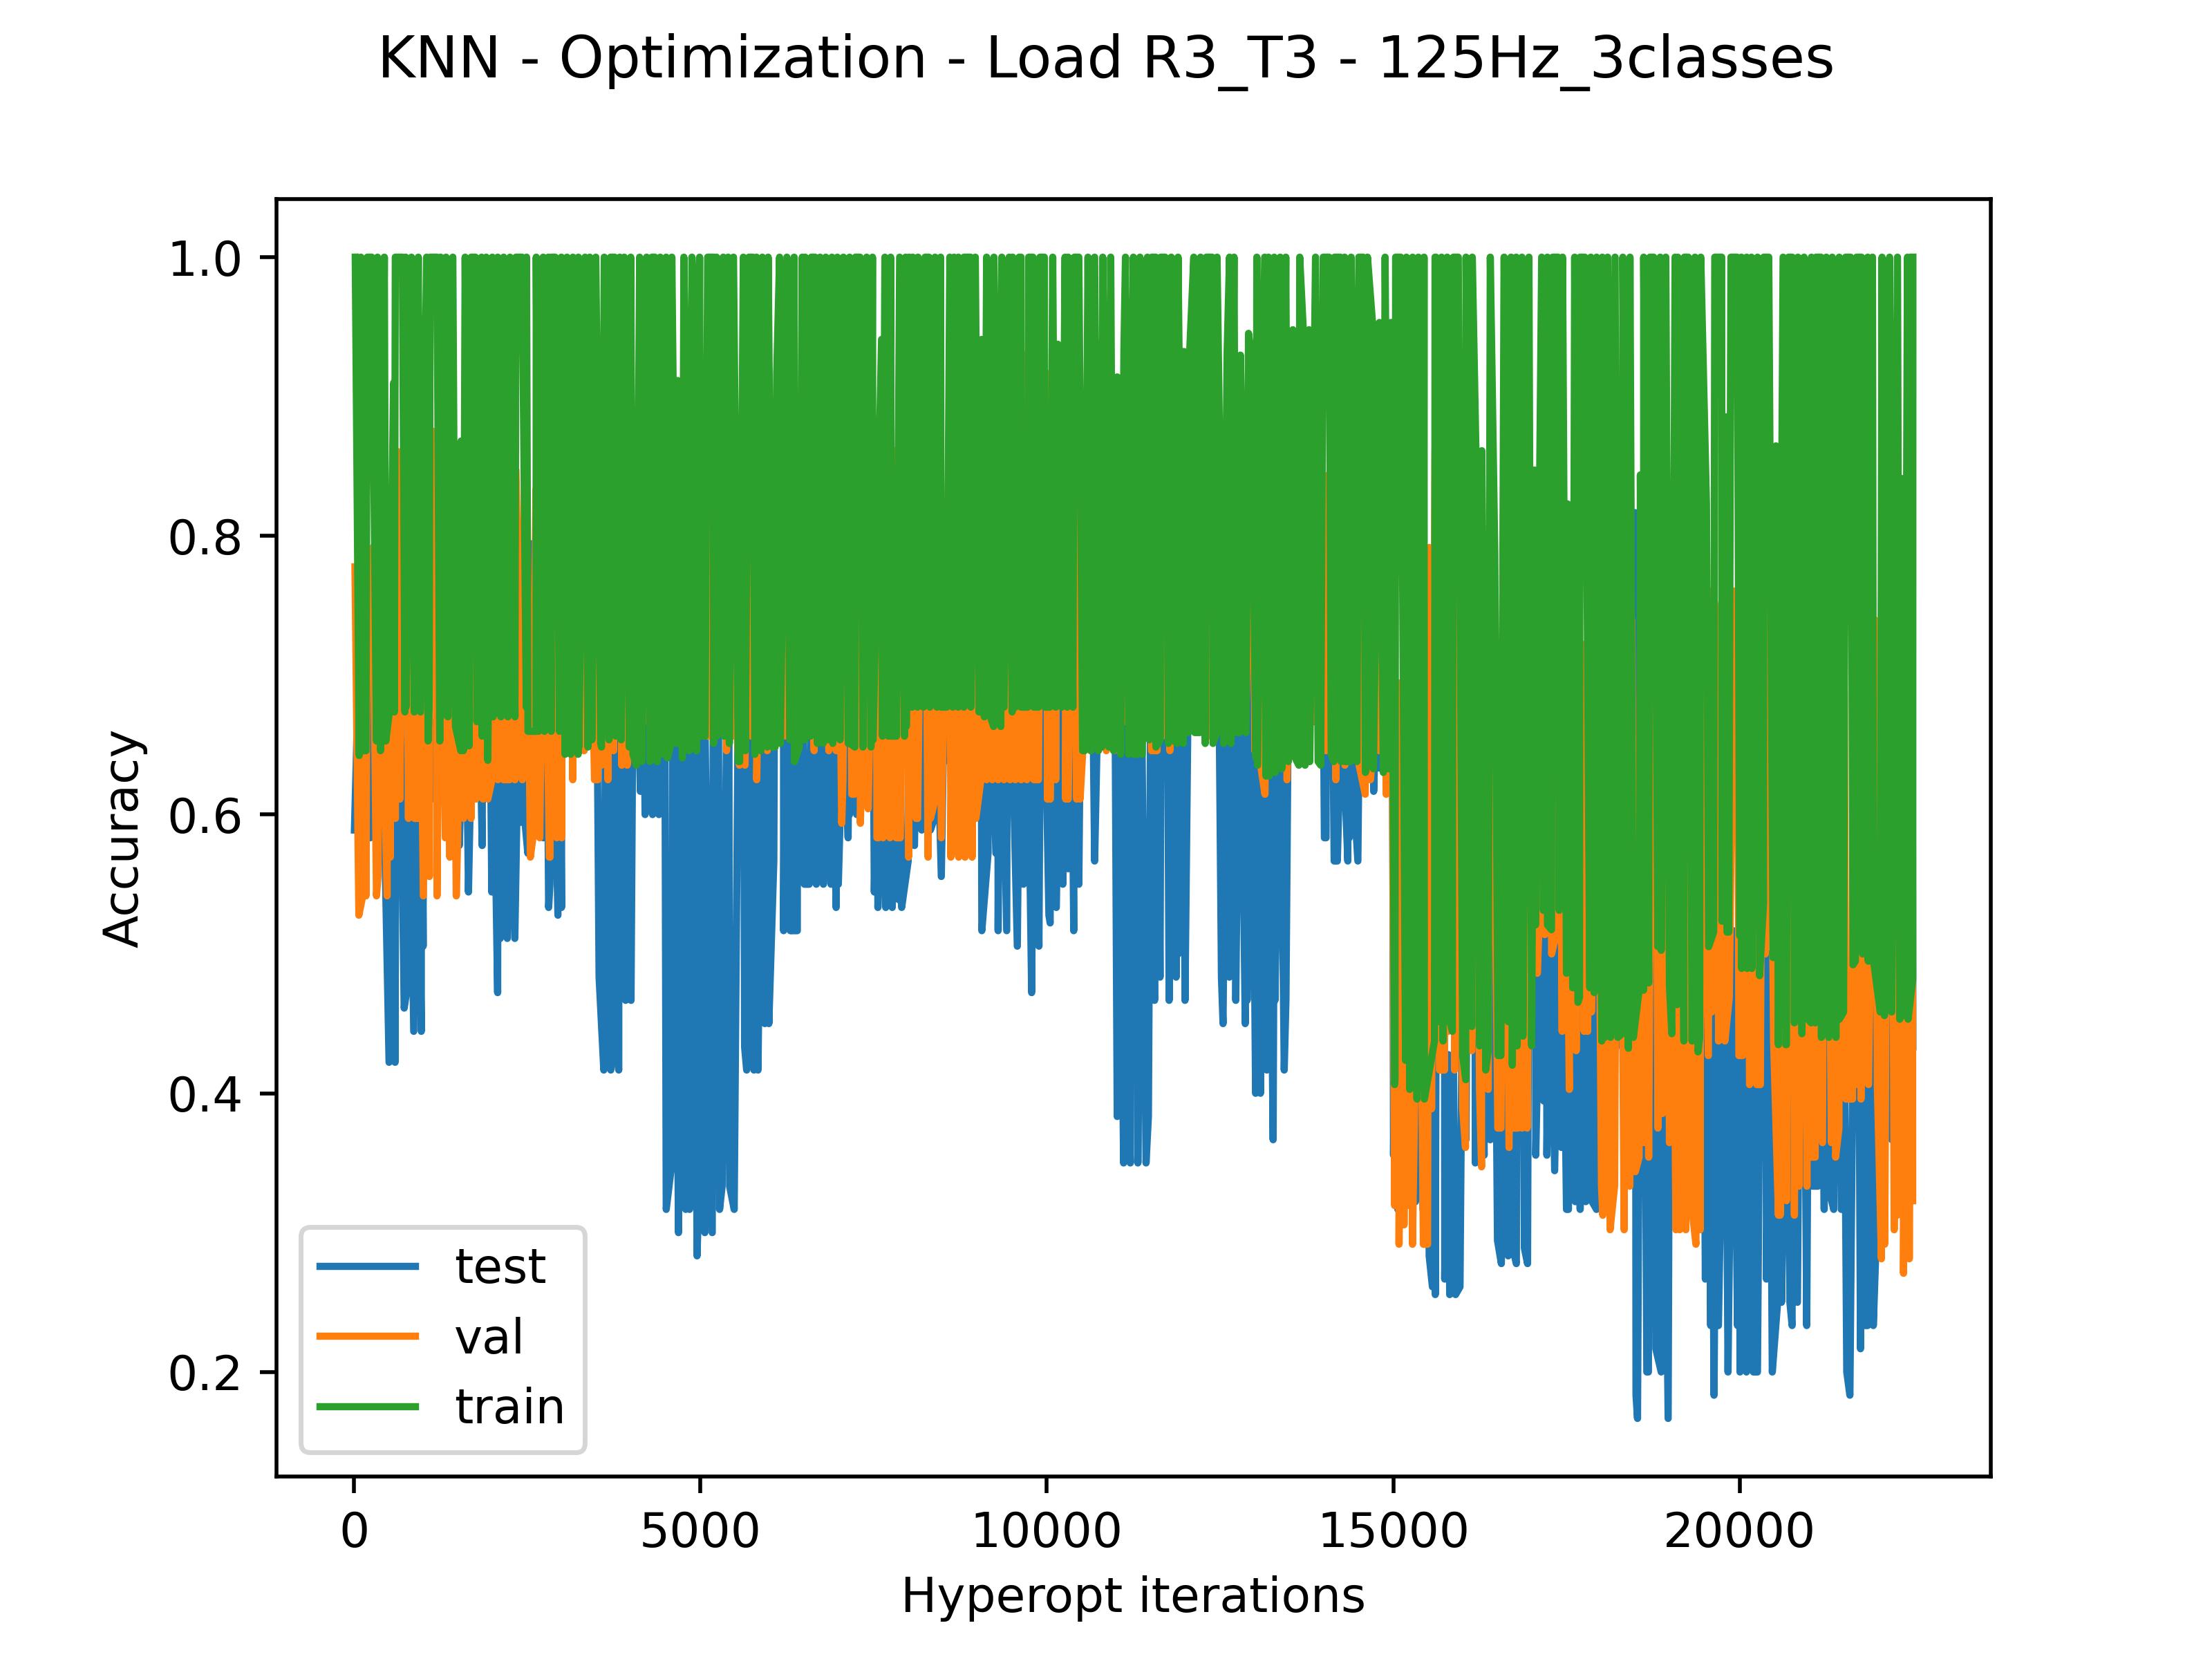 KNN - Optimization - Load R3_T3 - 125Hz_3classes
1.0
0.8
0.6
0.4
0.2
Accuracy
test
val
train
0 5000 10000 15000 20000
Hyperopt iterations